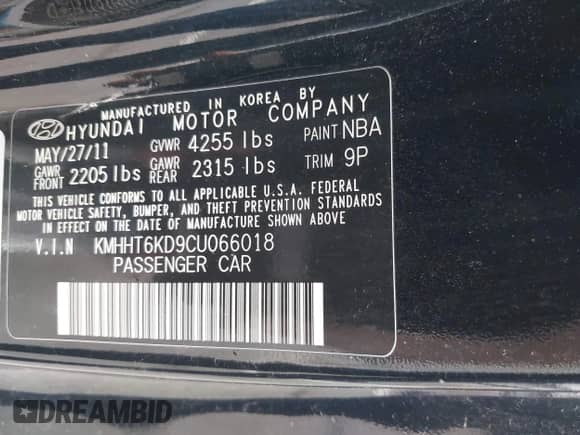 MANUFACTURED IN KOREA BY
HYUNDAI MOTOR COMPANY
MAY/27/11 GVWR 4255 lbs PAINT NBA
GAWR FRONT 2205 lbs GAWR REAR 2315 lbs TRIM 9P
THIS VEHICLE CONFORMS TO ALL APPLICABLE U.S.A. FEDERAL
MOTOR VEHICLE SAFETY, BUMPER, AND THEFT PREVENTION STANDARDS
IN EFFECT ON THE DATE OF MANUFACTURE SHOWN ABOVE.
V.I.N KMHHT6KD9CU066018
PASSENGER CAR
DREAMBID